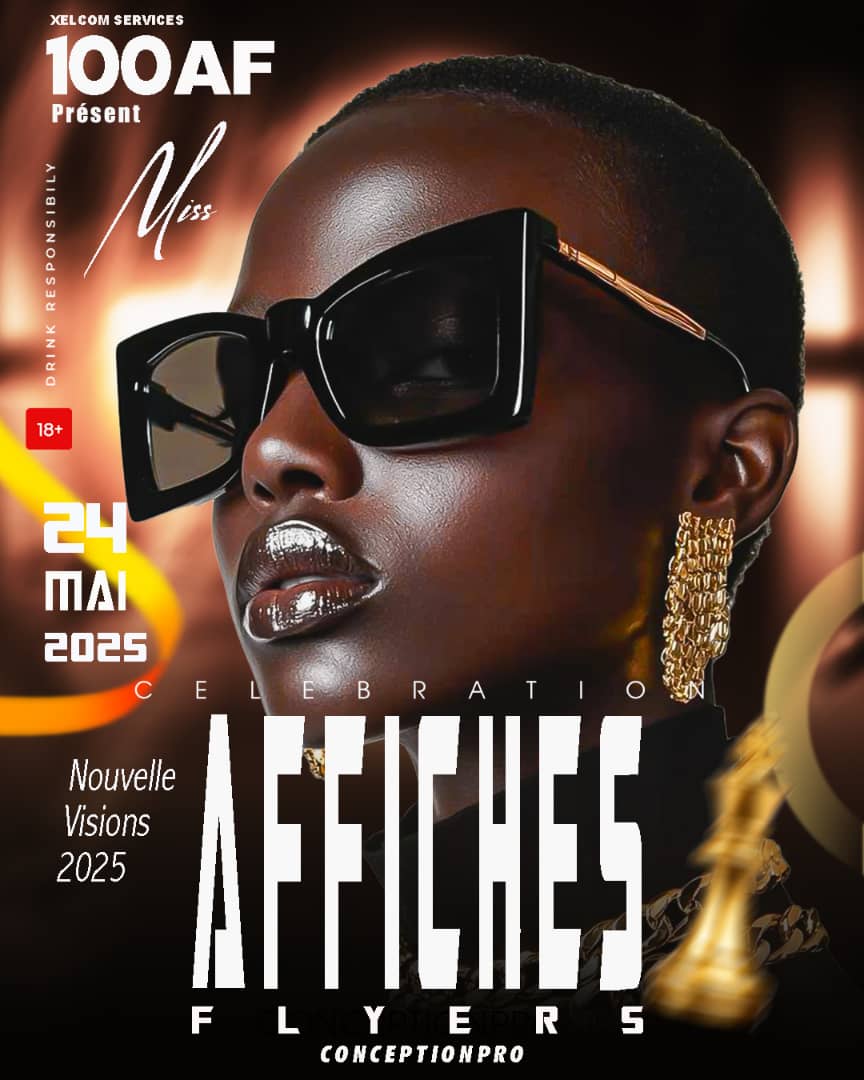 XELCOM SERVICES
100AF
Présent
Miss
DRINK RESPONSIBILY
18+
24
MAI
2025
CELEBRATION
AFFICHES
Nouvelle
Visions
2025
FLYERS
CONCEPTIONPRO